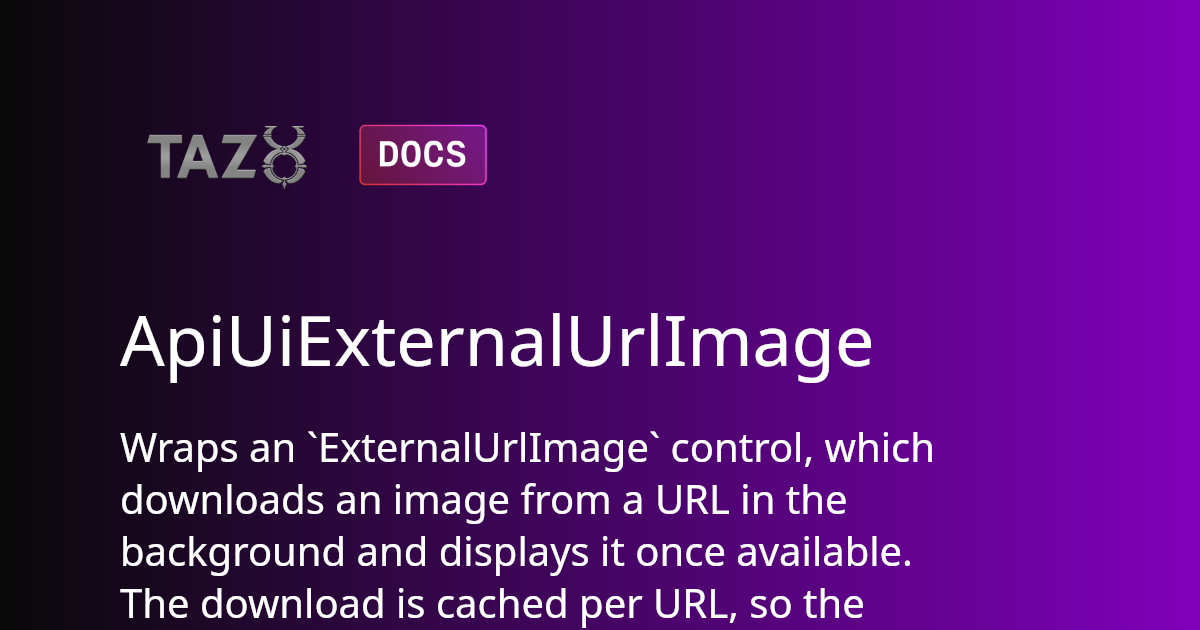 TAZ
DOCS
ApiUiExternalUrlImage
Wraps an `ExternalUrlImage` control, which
downloads an image from a URL in the
background and displays it once available.
The download is cached per URL, so the